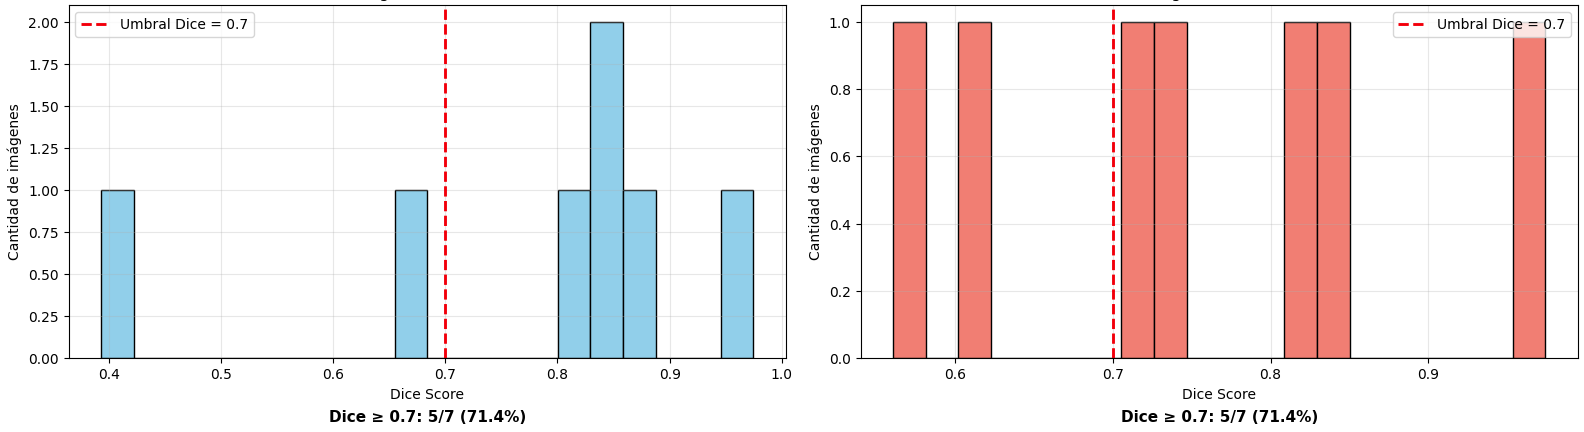 Umbral Dice = 0.7
Cantidad de imágenes
2.00
1.75
1.50
1.25
1.00
0.75
0.50
0.25
0.00
0.4 0.5 0.6 0.7 0.8 0.9 1.0
Dice Score
Dice ≥ 0.7: 5/7 (71.4%)
Umbral Dice = 0.7
Cantidad de imágenes
1.0
0.8
0.6
0.4
0.2
0.0
0.6 0.7 0.8 0.9
Dice Score
Dice ≥ 0.7: 5/7 (71.4%)